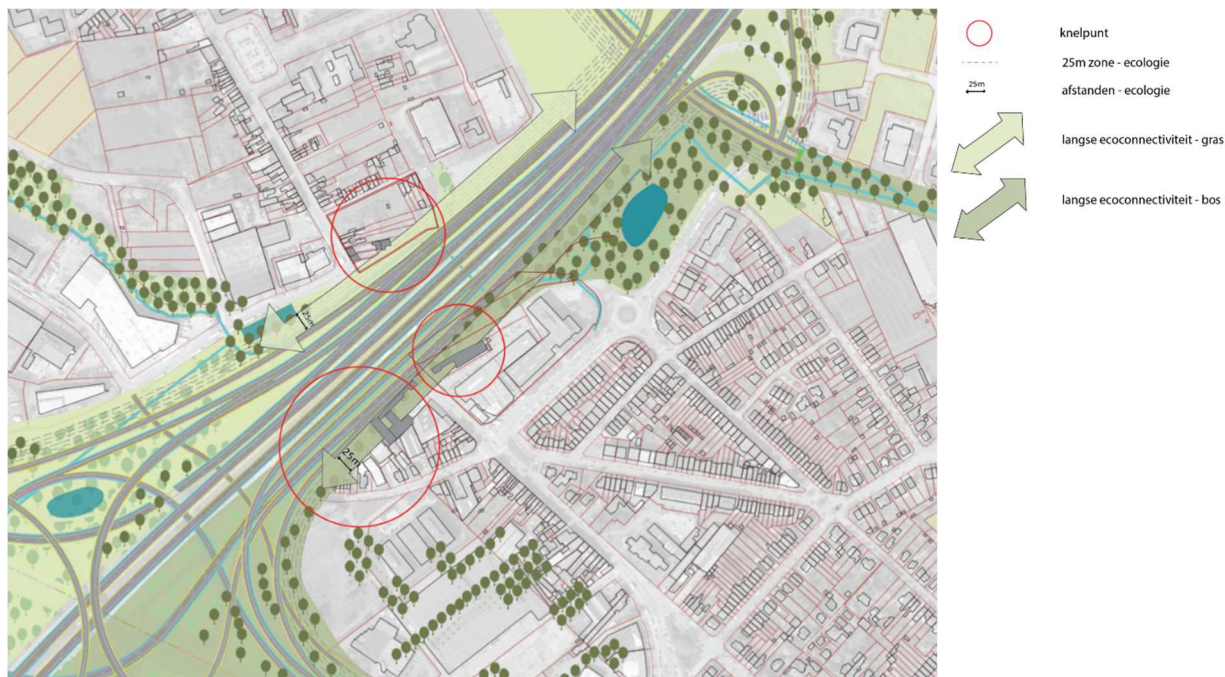 knelpunt
25m zone - ecologie
25m
afstanden - ecologie
langse ecoconnectiviteit - gras
langse ecoconnectiviteit - bos
25m
25m